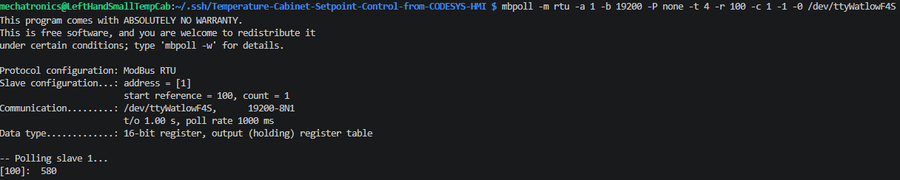 mechatronics@LeftHandSmallTempCab:~/.ssh/Temperature-Cabinet-Setpoint-Control-from-CODESYS-HMI $ mbpoll -m rtu -a 1 -b 19200 -P none -t 4 -r 100 -c 1 -1 -0 /dev/ttyWatlowF4S
This program comes with ABSOLUTELY NO WARRANTY.
This is free software, and you are welcome to redistribute it
under certain conditions; type 'mbpoll -w' for details.
Protocol configuration: ModBus RTU
Slave configuration...: address = [1]
start reference = 100, count = 1
Communication.........: /dev/ttyWatlowF4S, 19200-8N1
t/o 1.00 s, poll rate 1000 ms
Data type.............: 16-bit register, output (holding) register table
-- Polling slave 1...
[100]: 580